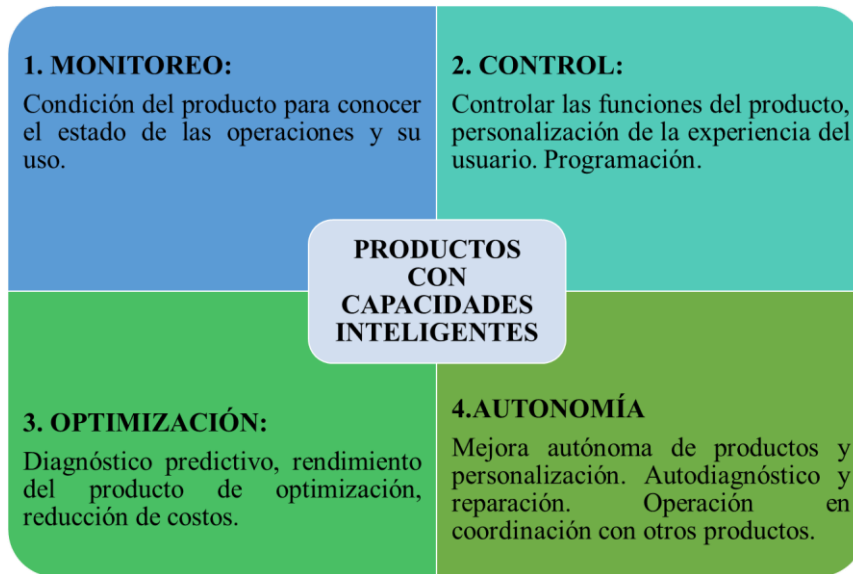 1. MONITOREO:
Condición del producto para conocer
el estado de las operaciones y su
uso.
2. CONTROL:
Controlar las funciones del producto,
personalización de la experiencia del
usuario. Programación.
PRODUCTOS
CON
CAPACIDADES
INTELIGENTES
3. OPTIMIZACIÓN:
Diagnóstico predictivo, rendimiento
del producto de optimización,
reducción de costos.
4.AUTONOMÍA
Mejora autónoma de productos y
personalización. Autodiagnóstico y
reparación. Operación en
coordinación con otros productos.